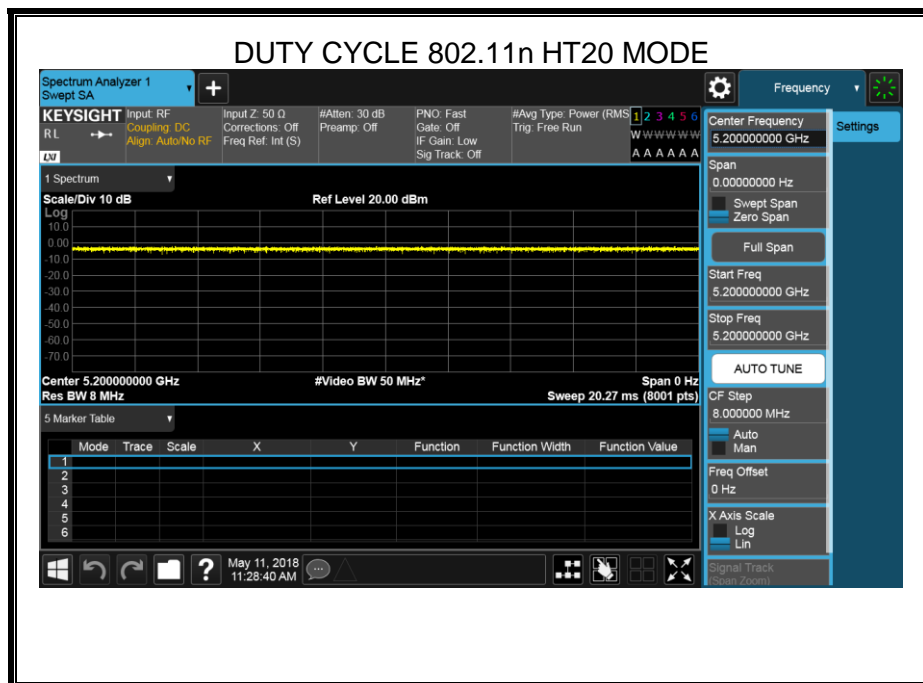 DUTY CYCLE 802.11n HT20 MODE
Spectrum Analyzer 1
Swept SA
Frequency
KEYSIGHT
RL
LXI
Input: RF
Coupling: DC
Align: Auto/No RF
Input Z: 50 Ω
Corrections: Off
Freq Ref: Int (S)
#Atten: 30 dB
Preamp: Off
PNO: Fast
Gate: Off
IF Gain: Low
Sig Track: Off
#Avg Type: Power (RMS
Trig: Free Run
1 2 3 4 5 6
W W W W W W
A A A A A A
1 Spectrum
Scale/Div 10 dB
Ref Level 20.00 dBm
Log
10.0
0.00
-10.0
-20.0
-30.0
-40.0
-50.0
-60.0
-70.0
Center 5.200000000 GHz
#Video BW 50 MHz*
Span 0 Hz
Res BW 8 MHz
Sweep 20.27 ms (8001 pts)
5 Marker Table
Mode Trace Scale X Y Function Function Width Function Value
1
2
3
4
5
6
?
May 11, 2018
11:28:40 AM
Center Frequency
5.200000000 GHz
Settings
Span
0.00000000 Hz
Swept Span
Zero Span
Full Span
Start Freq
5.200000000 GHz
Stop Freq
5.200000000 GHz
AUTO TUNE
CF Step
8.000000 MHz
Auto
Man
Freq Offset
0 Hz
X Axis Scale
Log
Lin
Signal Track
(Span Zoom)